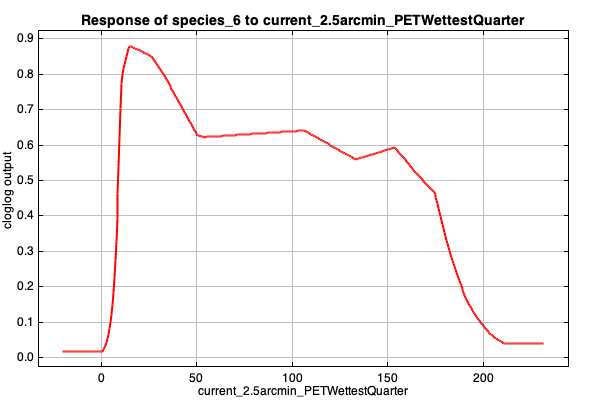 Response of species_6 to current_2.5arcmin_PETWettestQuarter
0.9
0.8
0.7
0.6
0.5
0.4
0.3
0.2
0.1
0.0
cloglog output
0 50 100 150 200
current_2.5arcmin_PETWettestQuarter